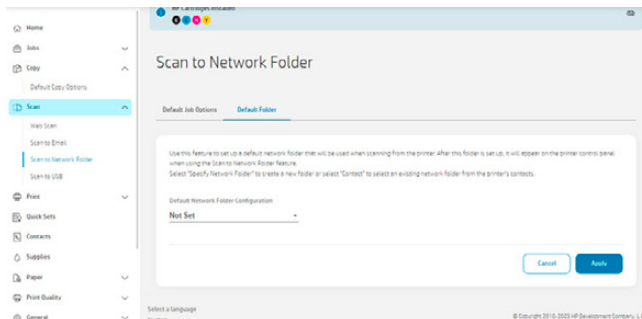 HP Cartridges Installed
Home
Jobs
Copy
Default Copy Options
Scan
Web Scan
Scan to Email
Scan to Network Folder
Scan to USB
Print
Quick Sets
Contacts
Supplies
Paper
Print Quality
General
Scan to Network Folder
Default Job Options
Default Folder
Use this feature to set up a default network folder that will be used when scanning from the printer. After this folder is set up, it will appear on the printer control panel
when using the Scan to Network Folder feature.
Select "Specify Network Folder" to create a new folder or select "Contact" to select an existing network folder from the printer's contacts.
Default Network Folder Configuration
Not Set
Cancel
Apply
Select a language
© Copyright 2010-2023 HP Development Company, L